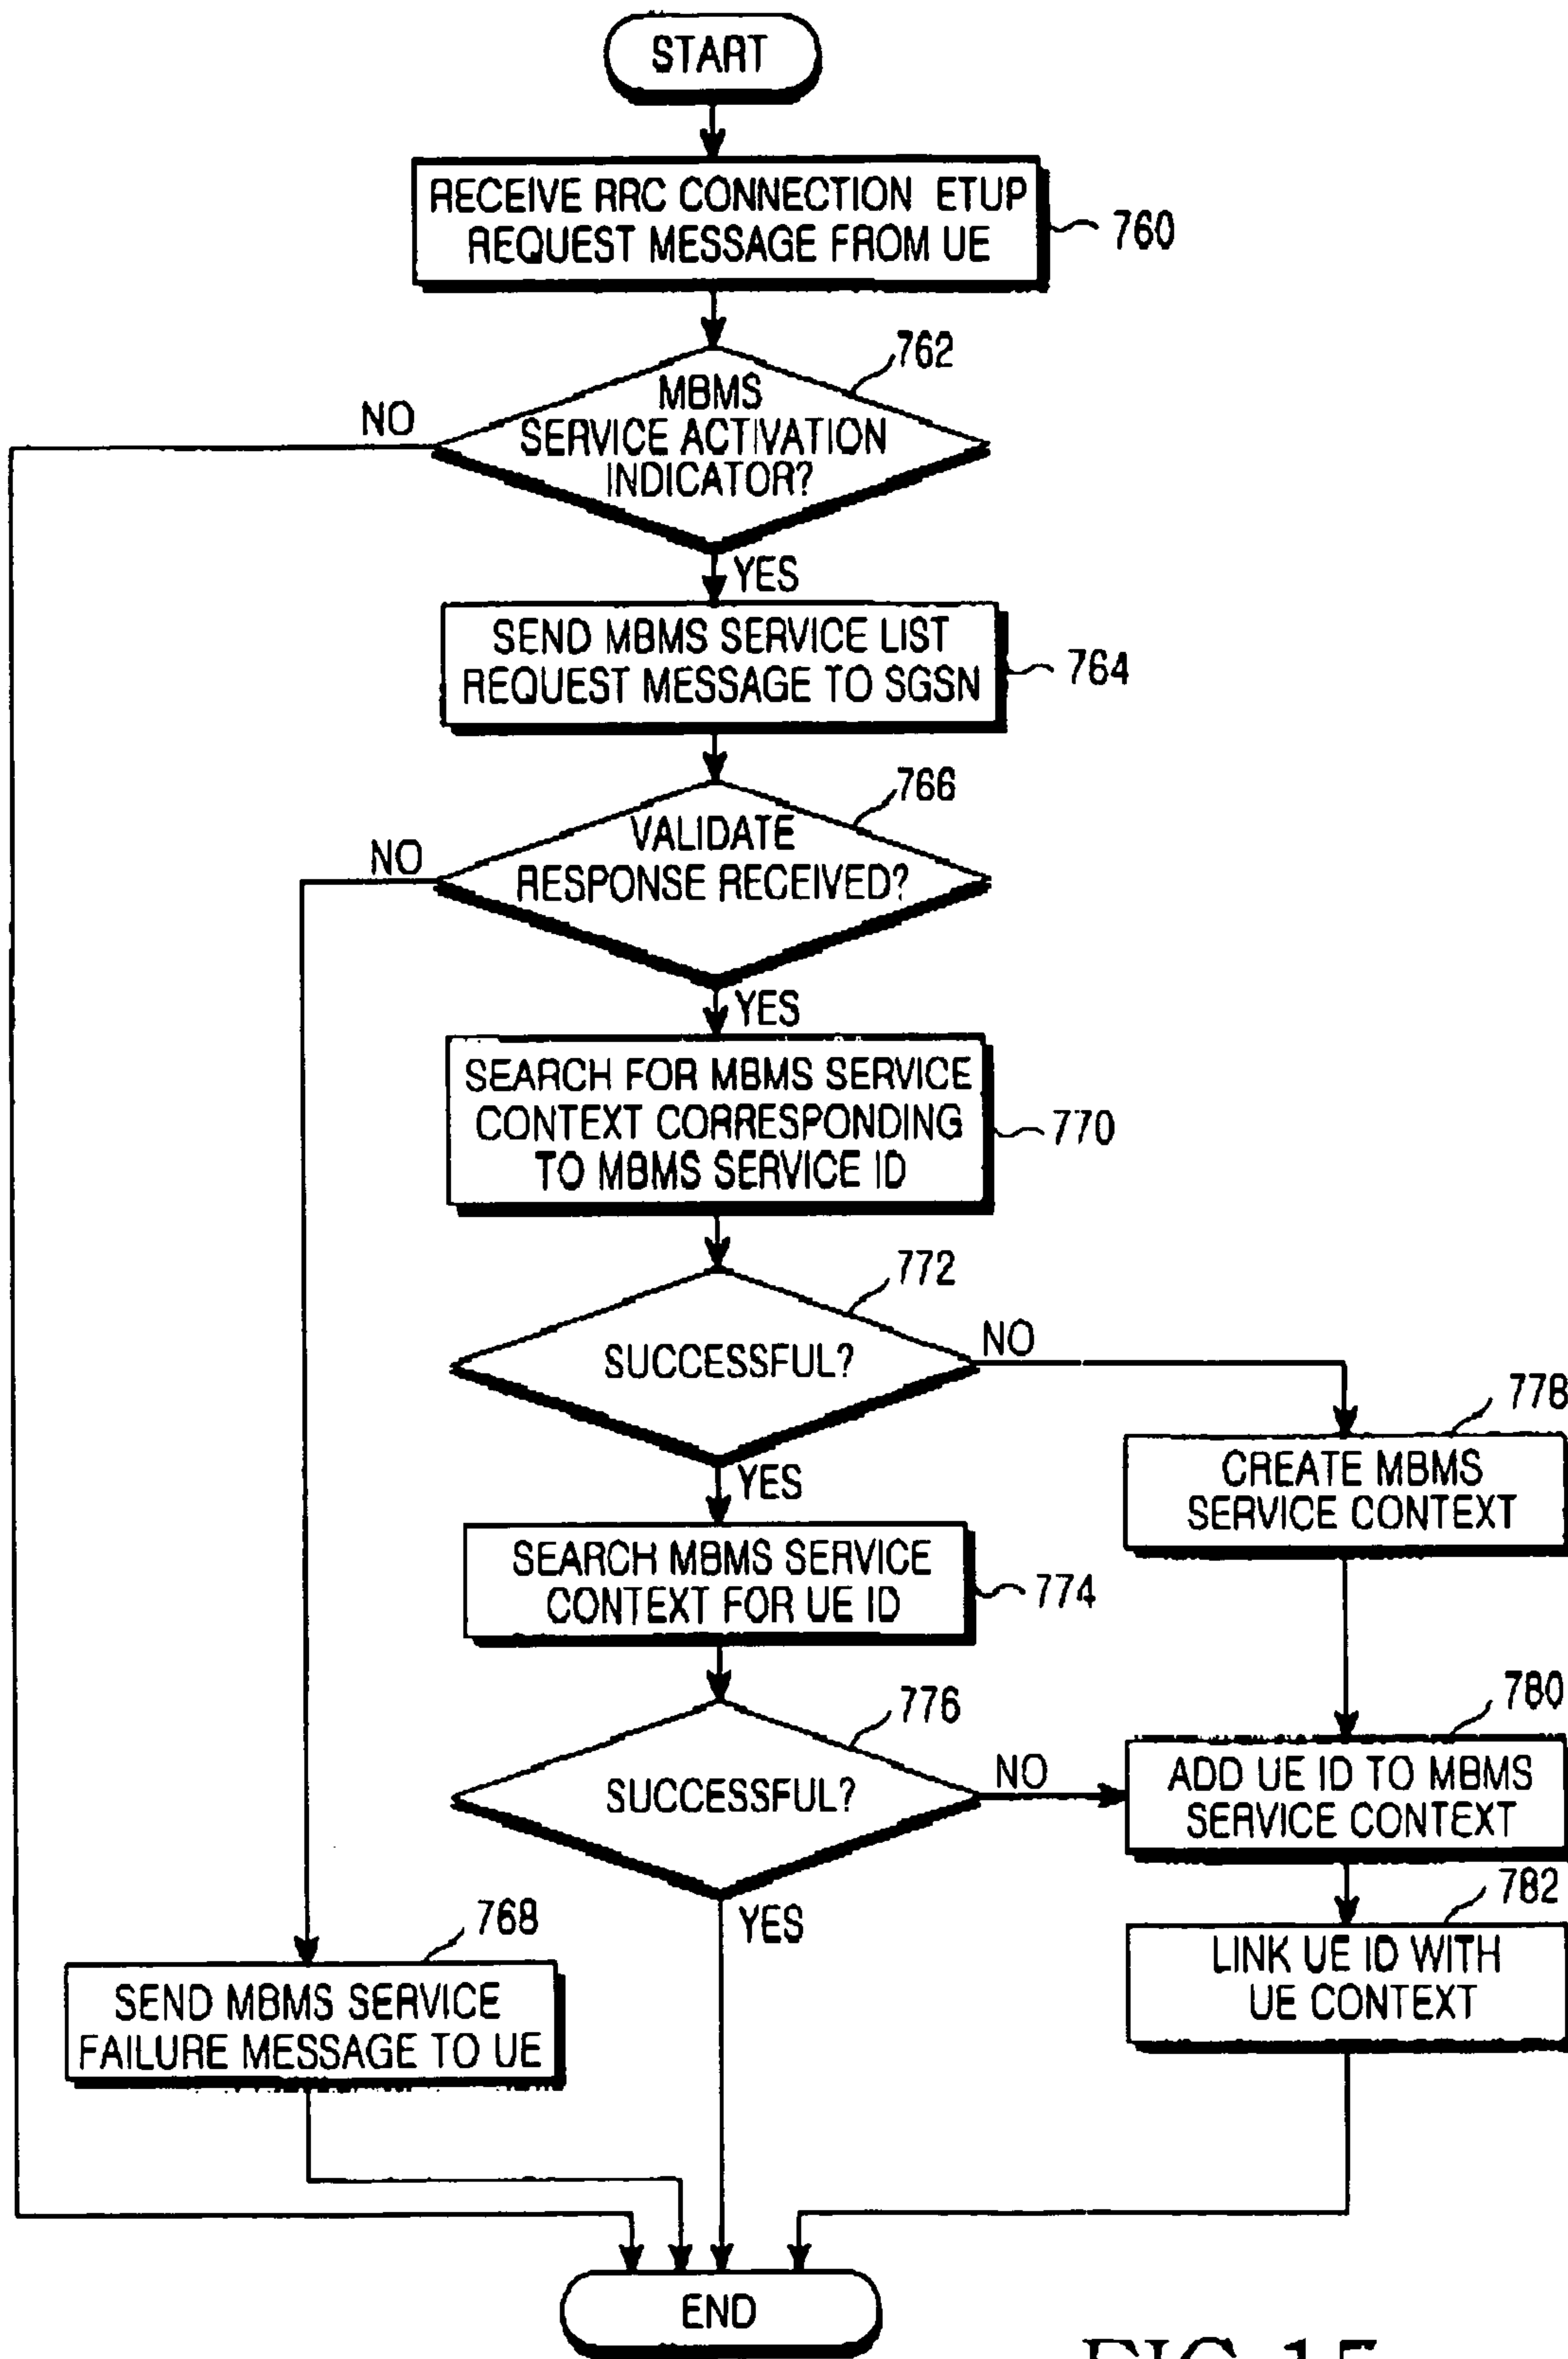 START
RECEIVE RRC CONNECTION ETUP
REQUEST MESSAGE FROM UE
760
762
MBMS
SERVICE ACTIVATION
INDICATOR?
NO
YES
SEND MBMS SERVICE LIST
REQUEST MESSAGE TO SGSN
764
766
VALIDATE
RESPONSE RECEIVED?
NO
YES
SEARCH FOR MBMS SERVICE
CONTEXT CORRESPONDING
TO MBMS SERVICE ID
770
772
SUCCESSFUL?
NO
YES
778
CREATE MBMS
SERVICE CONTEXT
SEARCH MBMS SERVICE
CONTEXT FOR UE ID
774
776
SUCCESSFUL?
NO
YES
780
ADD UE ID TO MBMS
SERVICE CONTEXT
782
LINK UE ID WITH
UE CONTEXT
768
SEND MBMS SERVICE
FAILURE MESSAGE TO UE
END
FIG.15